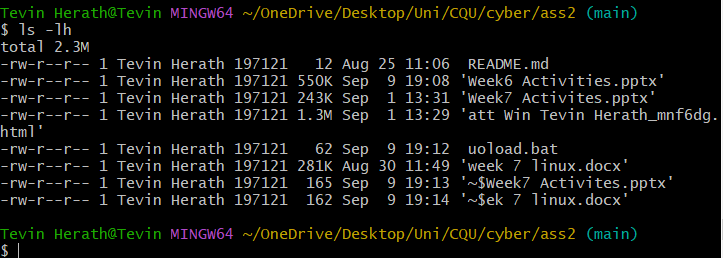 Tevin Herath@Tevin MINGW64 ~/OneDrive/Desktop/Uni/CQU/cyber/ass2 (main)
$ ls -lh
total 2.3M
-rw-r--r-- 1 Tevin Herath 197121   12 Aug 25 11:06  README.md
-rw-r--r-- 1 Tevin Herath 197121 550K Sep  9 19:08 'Week6 Activities.pptx'
-rw-r--r-- 1 Tevin Herath 197121 243K Sep  1 13:31 'Week7 Activites.pptx'
-rw-r--r-- 1 Tevin Herath 197121 1.3M Sep  1 13:29 'att Win Tevin Herath_mnf6dg.
html'
-rw-r--r-- 1 Tevin Herath 197121   62 Sep  9 19:12  uoload.bat
-rw-r--r-- 1 Tevin Herath 197121 281K Aug 30 11:49 'week 7 linux.docx'
-rw-r--r-- 1 Tevin Herath 197121  165 Sep  9 19:13 '~$Week7 Activites.pptx'
-rw-r--r-- 1 Tevin Herath 197121  162 Sep  9 19:14 '~$ek 7 linux.docx'
Tevin Herath@Tevin MINGW64 ~/OneDrive/Desktop/Uni/CQU/cyber/ass2 (main)
$